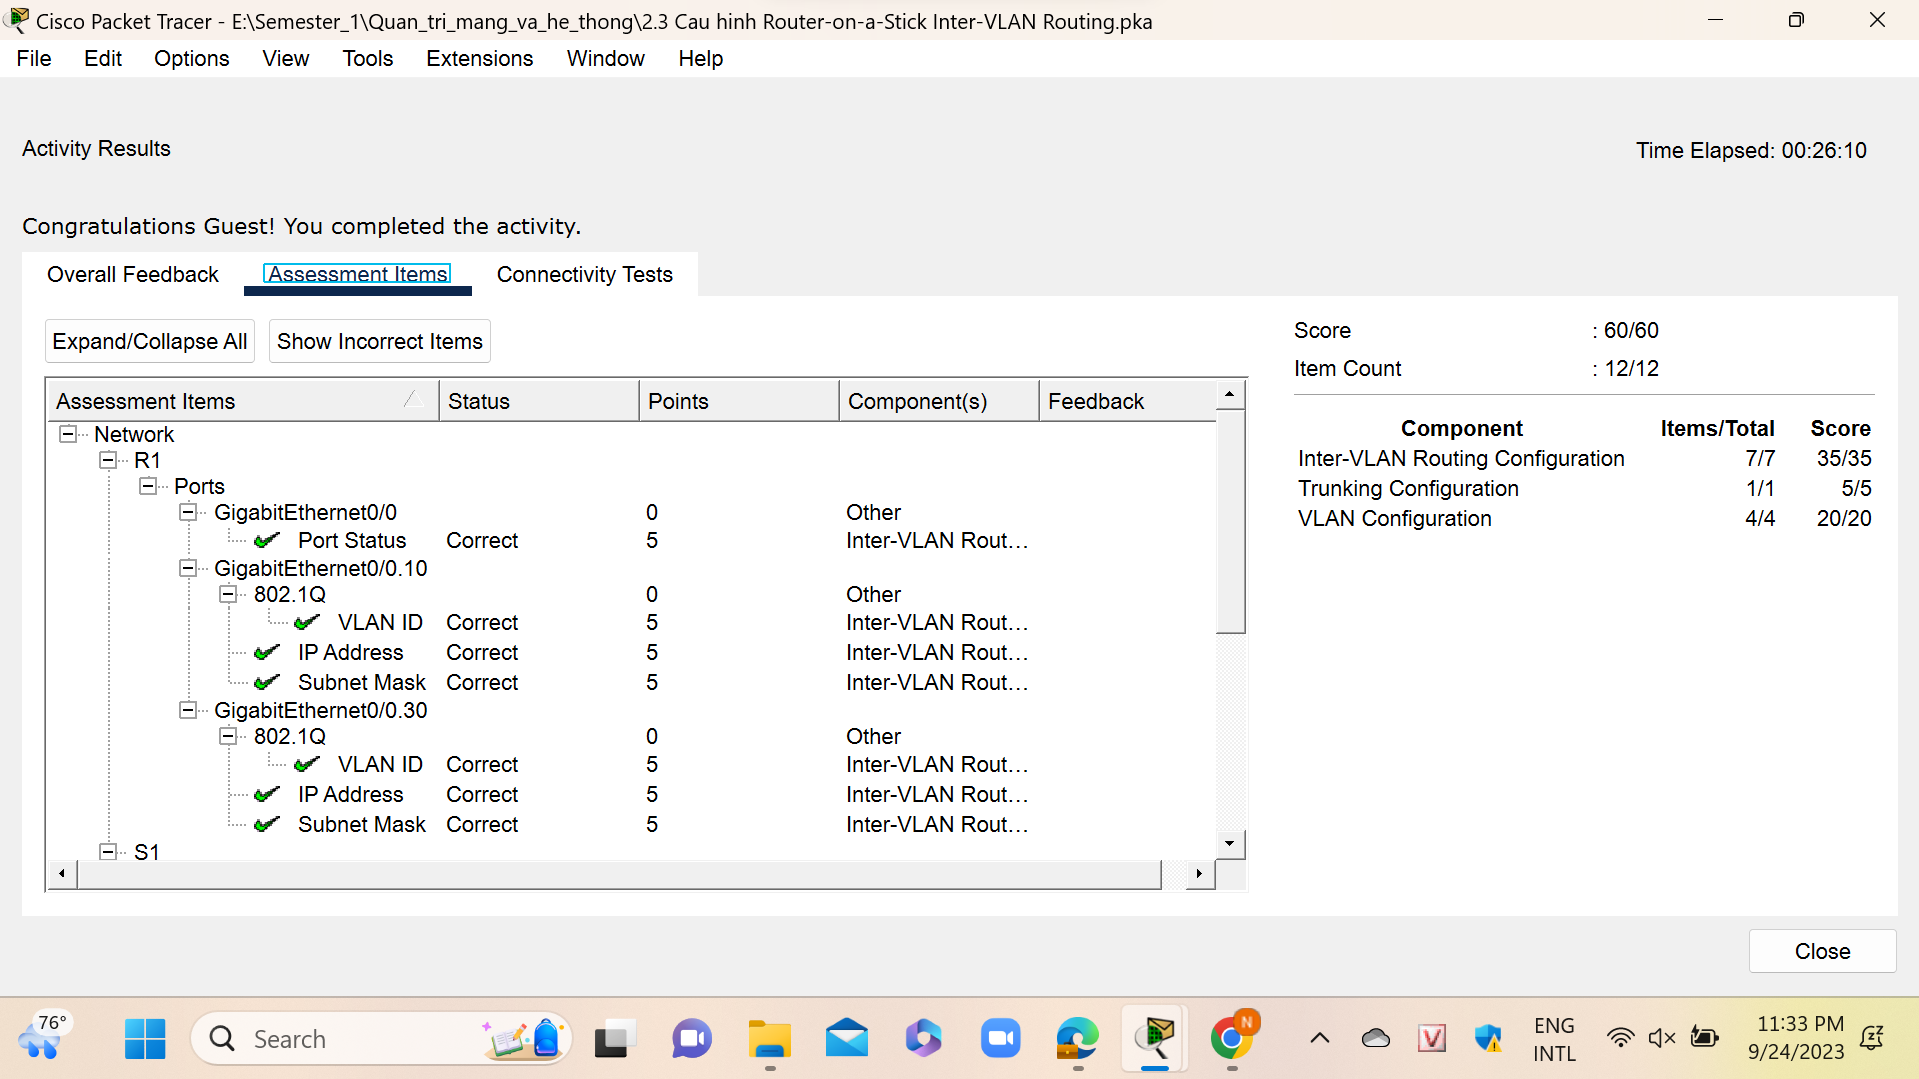 Cisco Packet Tracer - E:\Semester_1\Quan_tri_mang_va_he_thong\2.3 Cau hinh Router-on-a-Stick Inter-VLAN Routing.pka
File Edit Options View Tools Extensions Window Help
Activity Results
Time Elapsed: 00:26:10
Congratulations Guest! You completed the activity.
Overall Feedback Assessment Items Connectivity Tests
Expand/Collapse All Show Incorrect Items
Assessment Items Status Points Component(s) Feedback
Network
R1
Ports
GigabitEthernet0/0 0 Other
Port Status Correct 5 Inter-VLAN Rout...
GigabitEthernet0/0.10
802.1Q 0 Other
VLAN ID Correct 5 Inter-VLAN Rout...
IP Address Correct 5 Inter-VLAN Rout...
Subnet Mask Correct 5 Inter-VLAN Rout...
GigabitEthernet0/0.30
802.1Q 0 Other
VLAN ID Correct 5 Inter-VLAN Rout...
IP Address Correct 5 Inter-VLAN Rout...
Subnet Mask Correct 5 Inter-VLAN Rout...
S1
Score : 60/60
Item Count : 12/12
Component Items/Total Score
Inter-VLAN Routing Configuration 7/7 35/35
Trunking Configuration 1/1 5/5
VLAN Configuration 4/4 20/20
Close
76°
Search
N
V
ENG
INTL
11:33 PM
9/24/2023